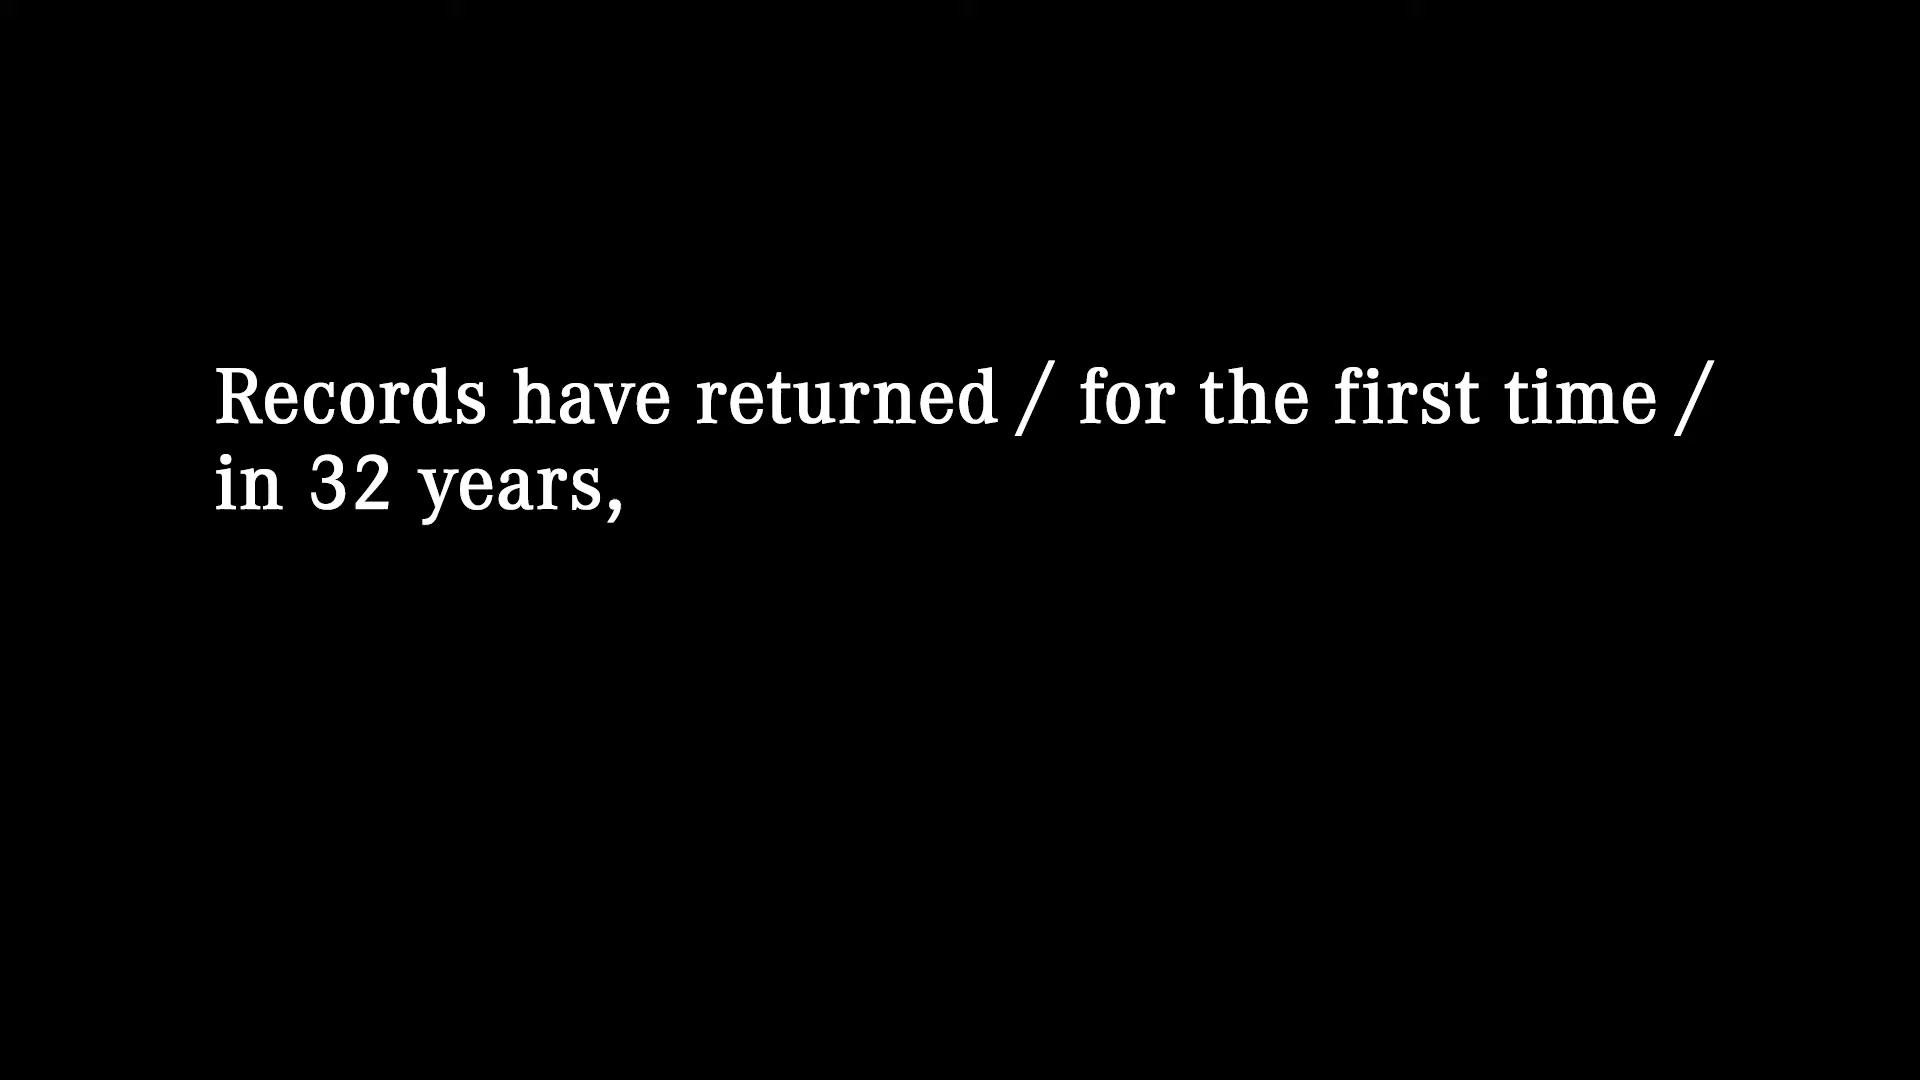 Records have returned / for the first time /
in 32 years,